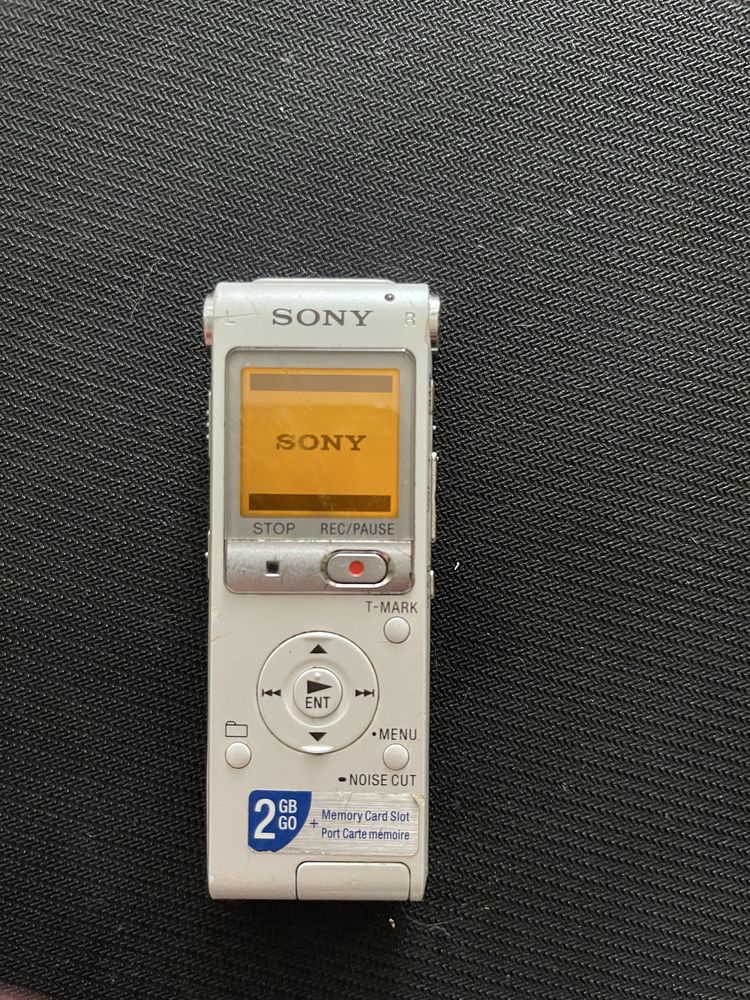 L SONY R
SONY
STOP REC/PAUSE
T-MARK
ENT
•MENU
NOISE CUT
2 GB GO + Memory Card Slot
Port Carte mémoire